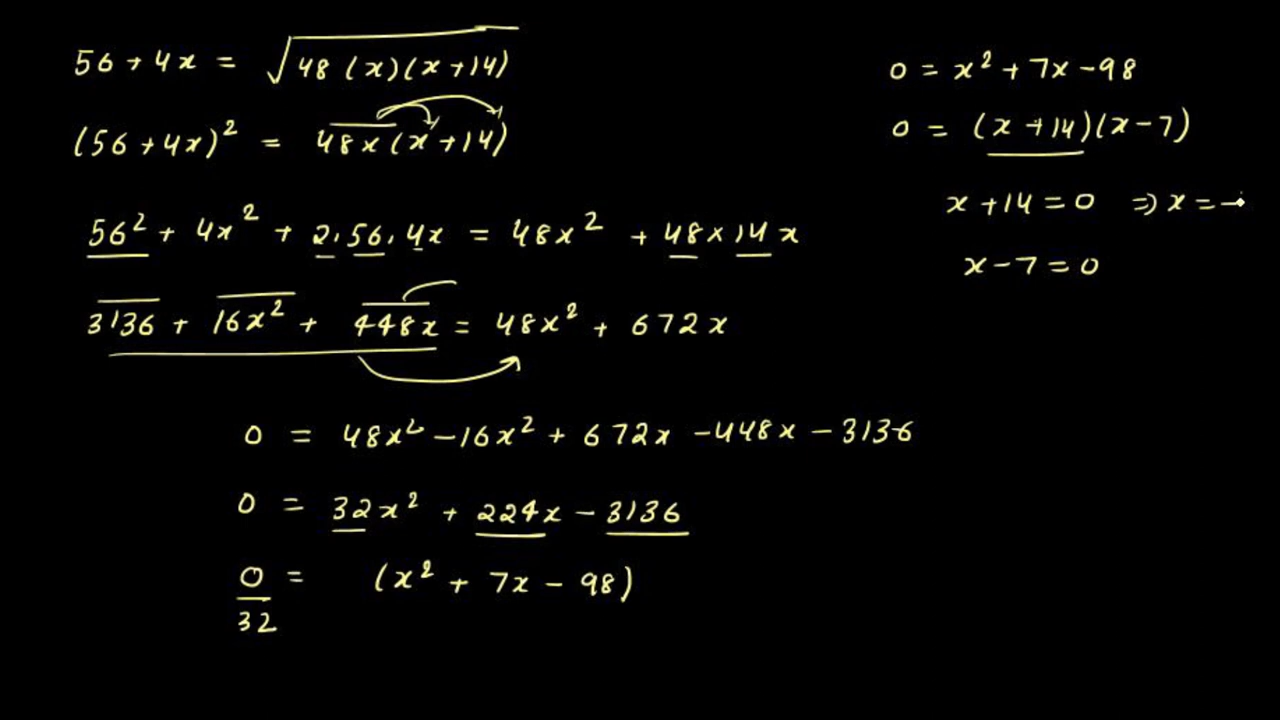 56 + 4x = √48(x)(x+14)
(56+4x)² = 48x(x+14)
56² + 4x² + 2.56.4x = 48x² + 48×14x
3136 + 16x² + 448x = 48x² + 672x
0 = 48x² - 16x² + 672x - 448x - 3136
0 = 32x² + 224x - 3136
0/32 = (x² + 7x - 98)
0 = x² + 7x - 98
0 = (x+14)(x-7)
x+14 = 0 ⇒ x = -
x - 7 = 0